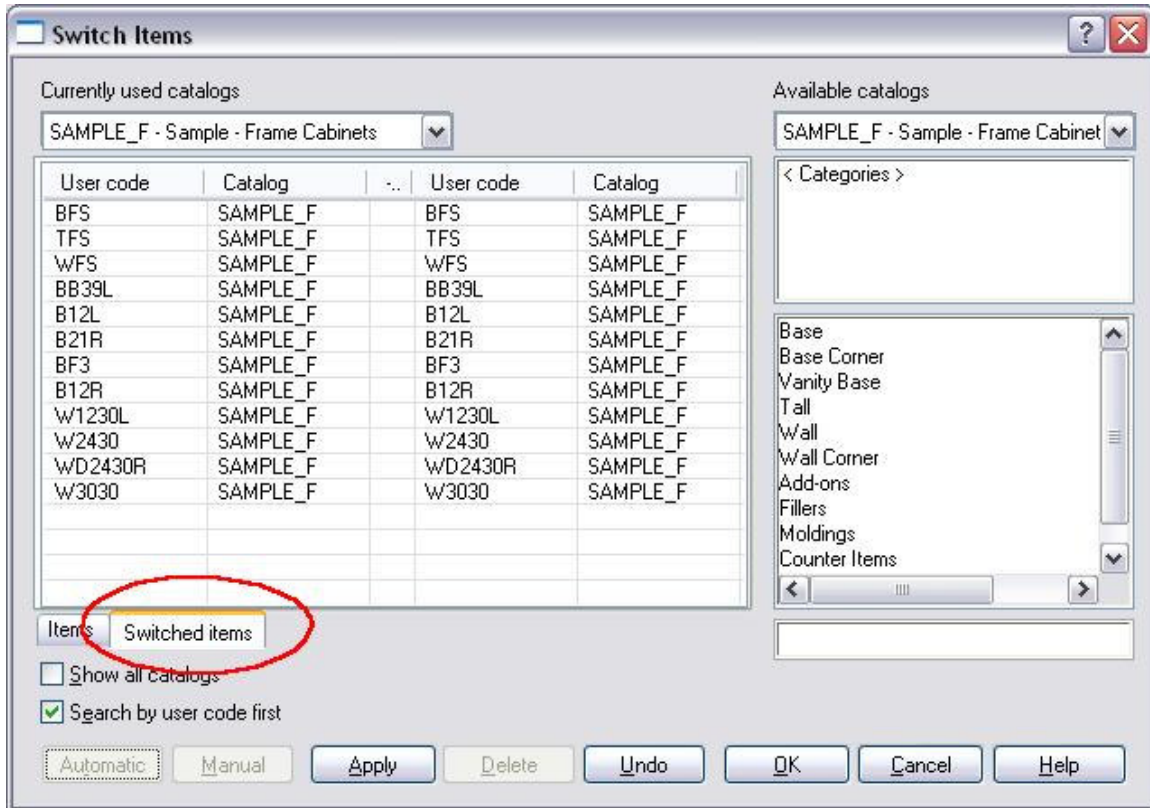 Switch Items
Currently used catalogs
Available catalogs
SAMPLE_F - Sample - Frame Cabinets
SAMPLE_F - Sample - Frame Cabinet
User code Catalog -.. User code Catalog
BFS SAMPLE_F BFS SAMPLE_F
TFS SAMPLE_F TFS SAMPLE_F
WFS SAMPLE_F WFS SAMPLE_F
BB39L SAMPLE_F BB39L SAMPLE_F
B12L SAMPLE_F B12L SAMPLE_F
B21R SAMPLE_F B21R SAMPLE_F
BF3 SAMPLE_F BF3 SAMPLE_F
B12R SAMPLE_F B12R SAMPLE_F
W1230L SAMPLE_F W1230L SAMPLE_F
W2430 SAMPLE_F W2430 SAMPLE_F
WD2430R SAMPLE_F WD2430R SAMPLE_F
W3030 SAMPLE_F W3030 SAMPLE_F
< Categories >
Base
Base Corner
Vanity Base
Tall
Wall
Wall Corner
Add-ons
Fillers
Moldings
Counter Items
Items Switched items
Show all catalogs
Search by user code first
Automatic Manual Apply Delete Undo OK Cancel Help